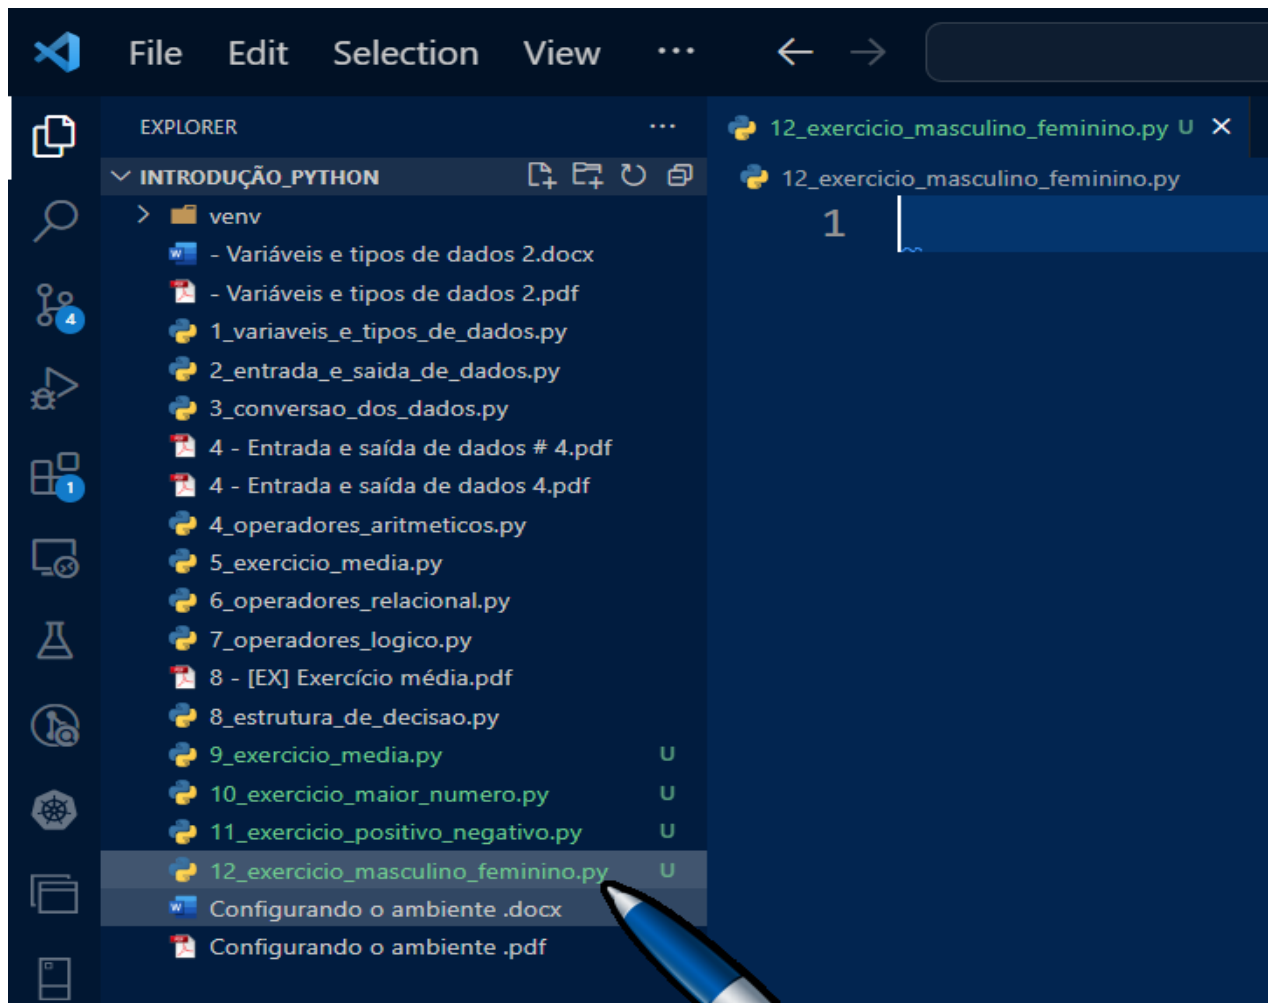 File Edit Selection View ...
EXPLORER ...
INTRODUÇÃO_PYTHON
venv
- Variáveis e tipos de dados 2.docx
- Variáveis e tipos de dados 2.pdf
1_variaveis_e_tipos_de_dados.py
2_entrada_e_saida_de_dados.py
3_conversao_dos_dados.py
4 - Entrada e saída de dados # 4.pdf
4 - Entrada e saída de dados 4.pdf
4_operadores_aritmeticos.py
5_exercicio_media.py
6_operadores_relacional.py
7_operadores_logico.py
8 - [EX] Exercício média.pdf
8_estrutura_de_decisao.py
9_exercicio_media.py U
10_exercicio_maior_numero.py U
11_exercicio_positivo_negativo.py U
12_exercicio_masculino_feminino.py U
Configurando o ambiente .docx
Configurando o ambiente .pdf
4
1
12_exercicio_masculino_feminino.py U
12_exercicio_masculino_feminino.py
1